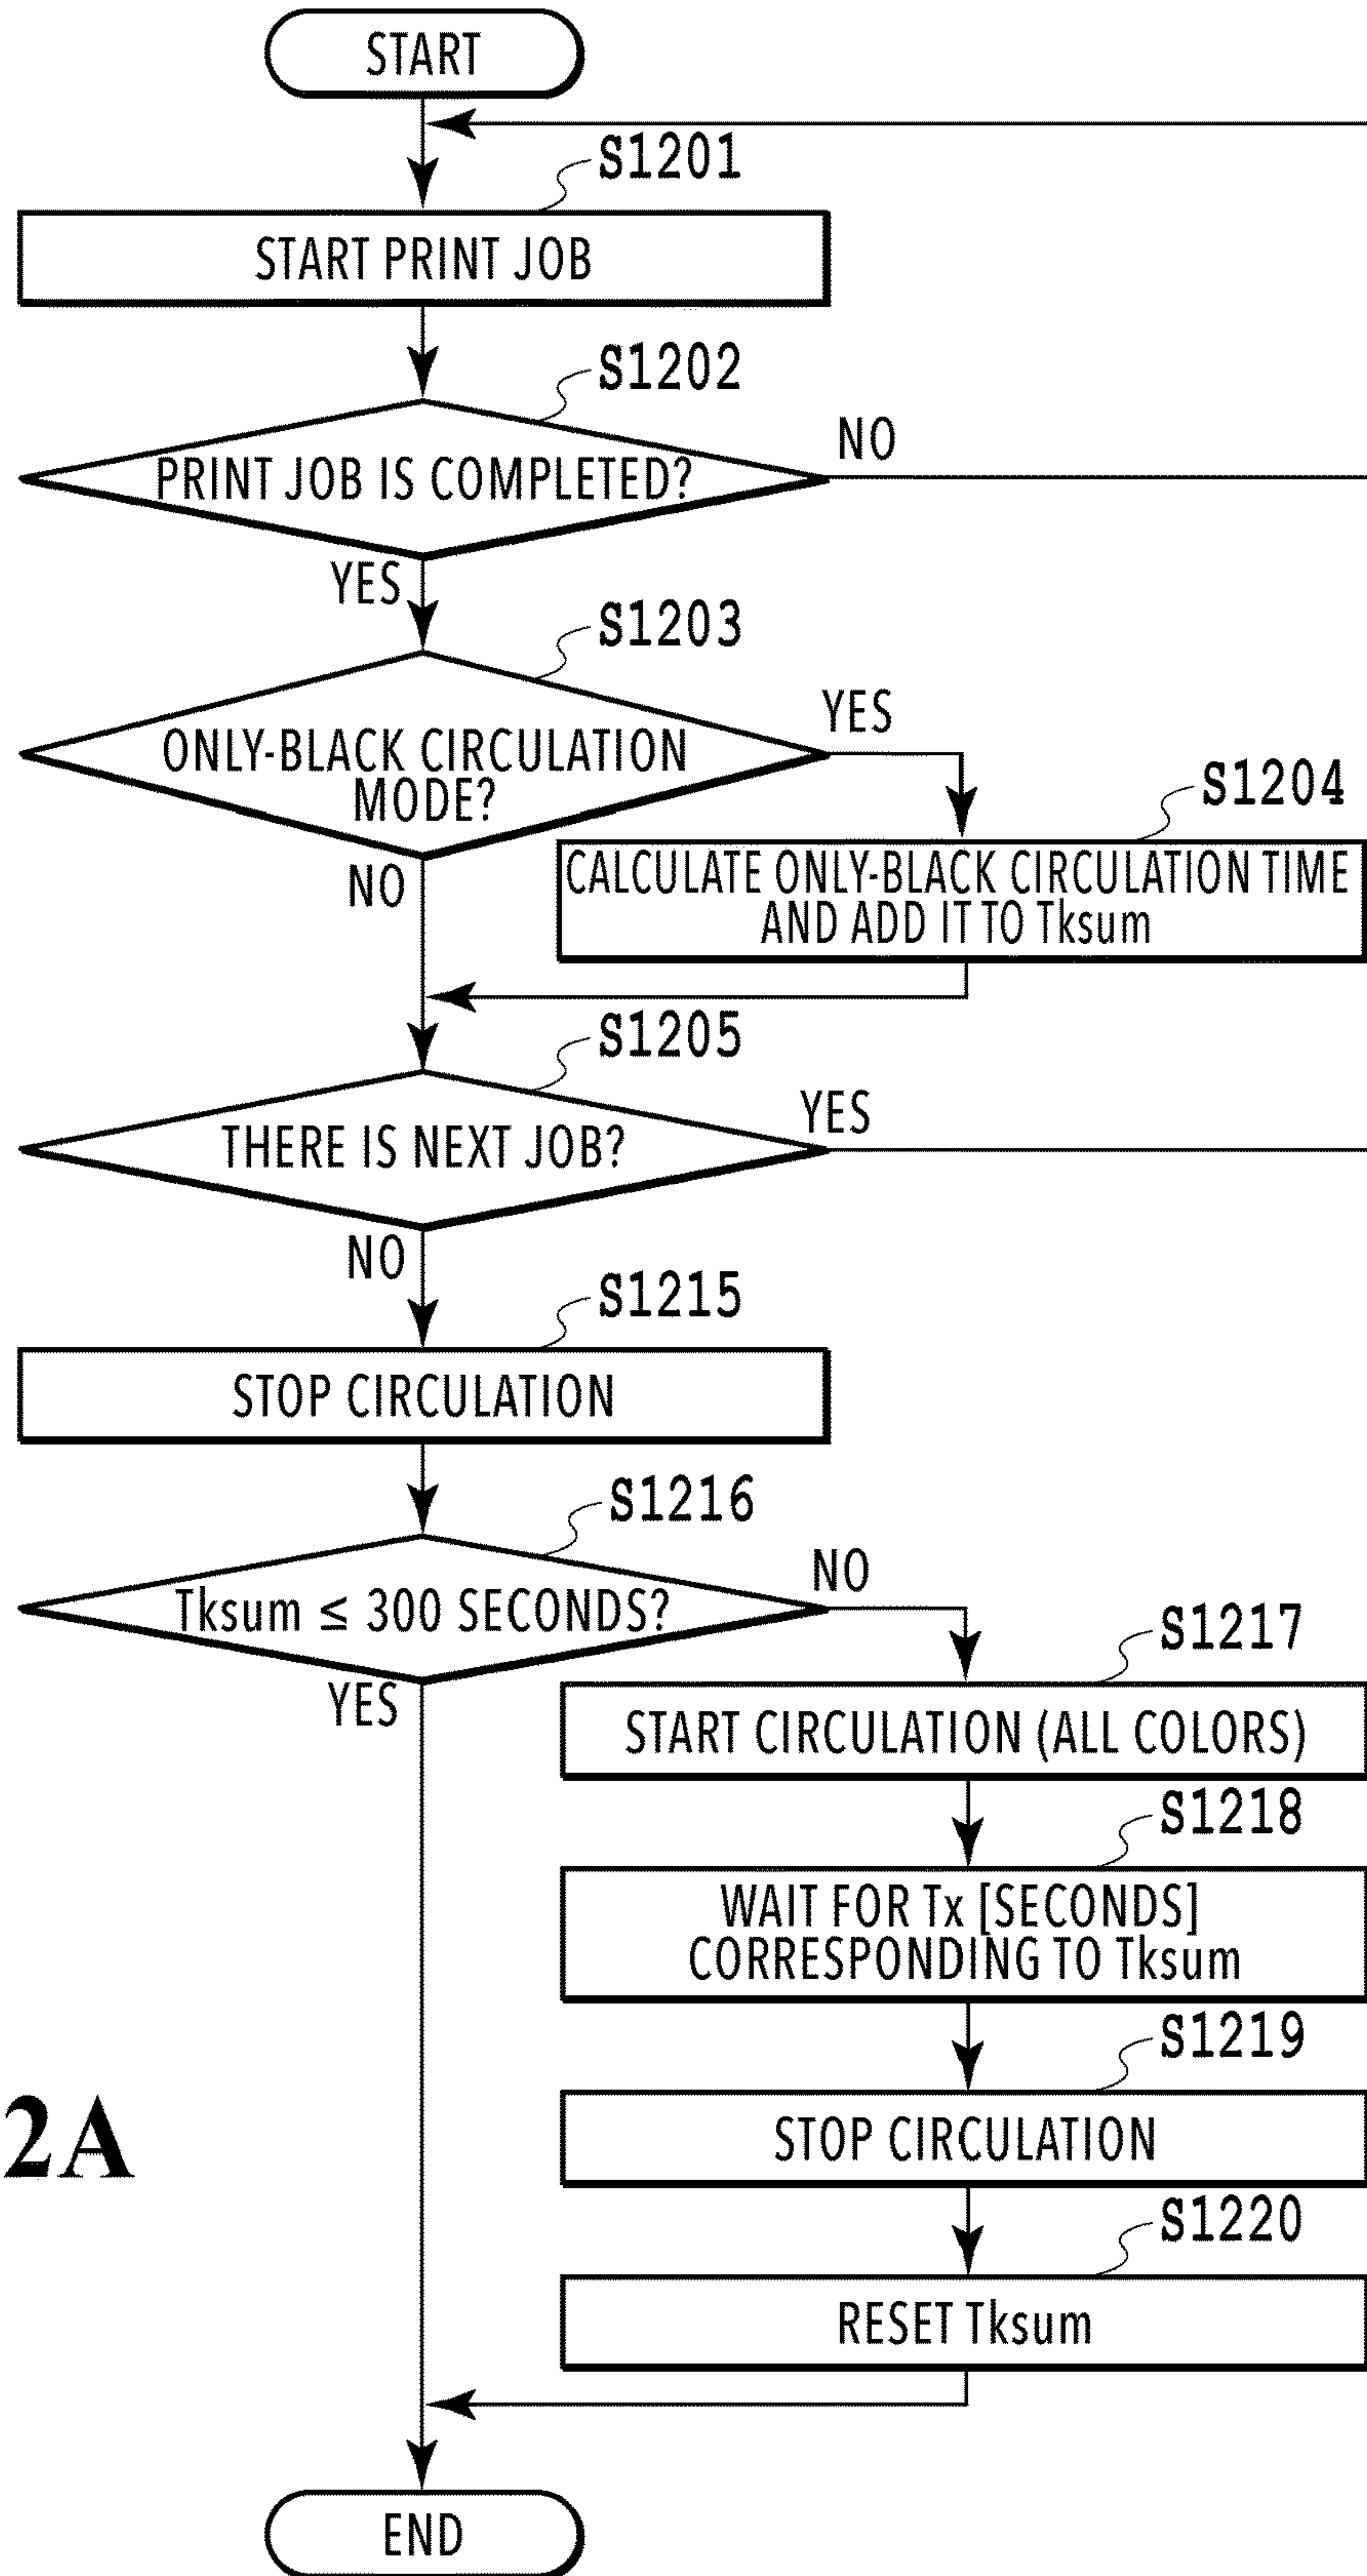 START
S1201
START PRINT JOB
S1202
PRINT JOB IS COMPLETED?
NO
YES
S1203
ONLY-BLACK CIRCULATION
MODE?
YES
NO
S1204
CALCULATE ONLY-BLACK CIRCULATION TIME
AND ADD IT TO Tksum
S1205
THERE IS NEXT JOB?
YES
NO
S1215
STOP CIRCULATION
S1216
Tksum ≤ 300 SECONDS?
NO
YES
S1217
START CIRCULATION (ALL COLORS)
S1218
WAIT FOR Tx [SECONDS]
CORRESPONDING TO Tksum
S1219
STOP CIRCULATION
2A
S1220
RESET Tksum
END